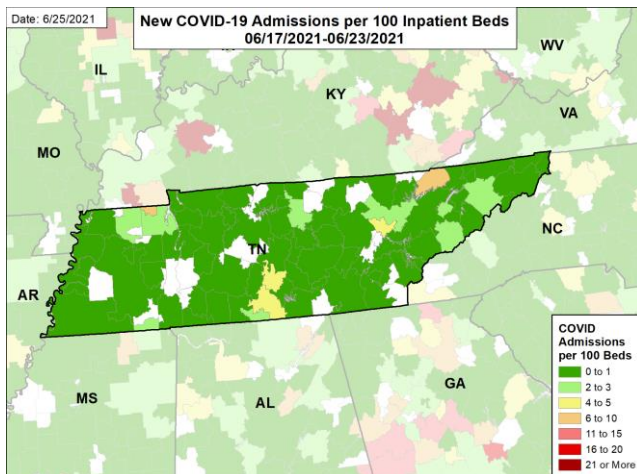 Date: 6/25/2021
New COVID-19 Admissions per 100 Inpatient Beds
06/17/2021-06/23/2021
IL
WV
KY
VA
MO
TN
NC
AR
MS
AL
GA
COVID
Admissions
per 100 Beds
0 to 1
2 to 3
4 to 5
6 to 10
11 to 15
16 to 20
21 or More